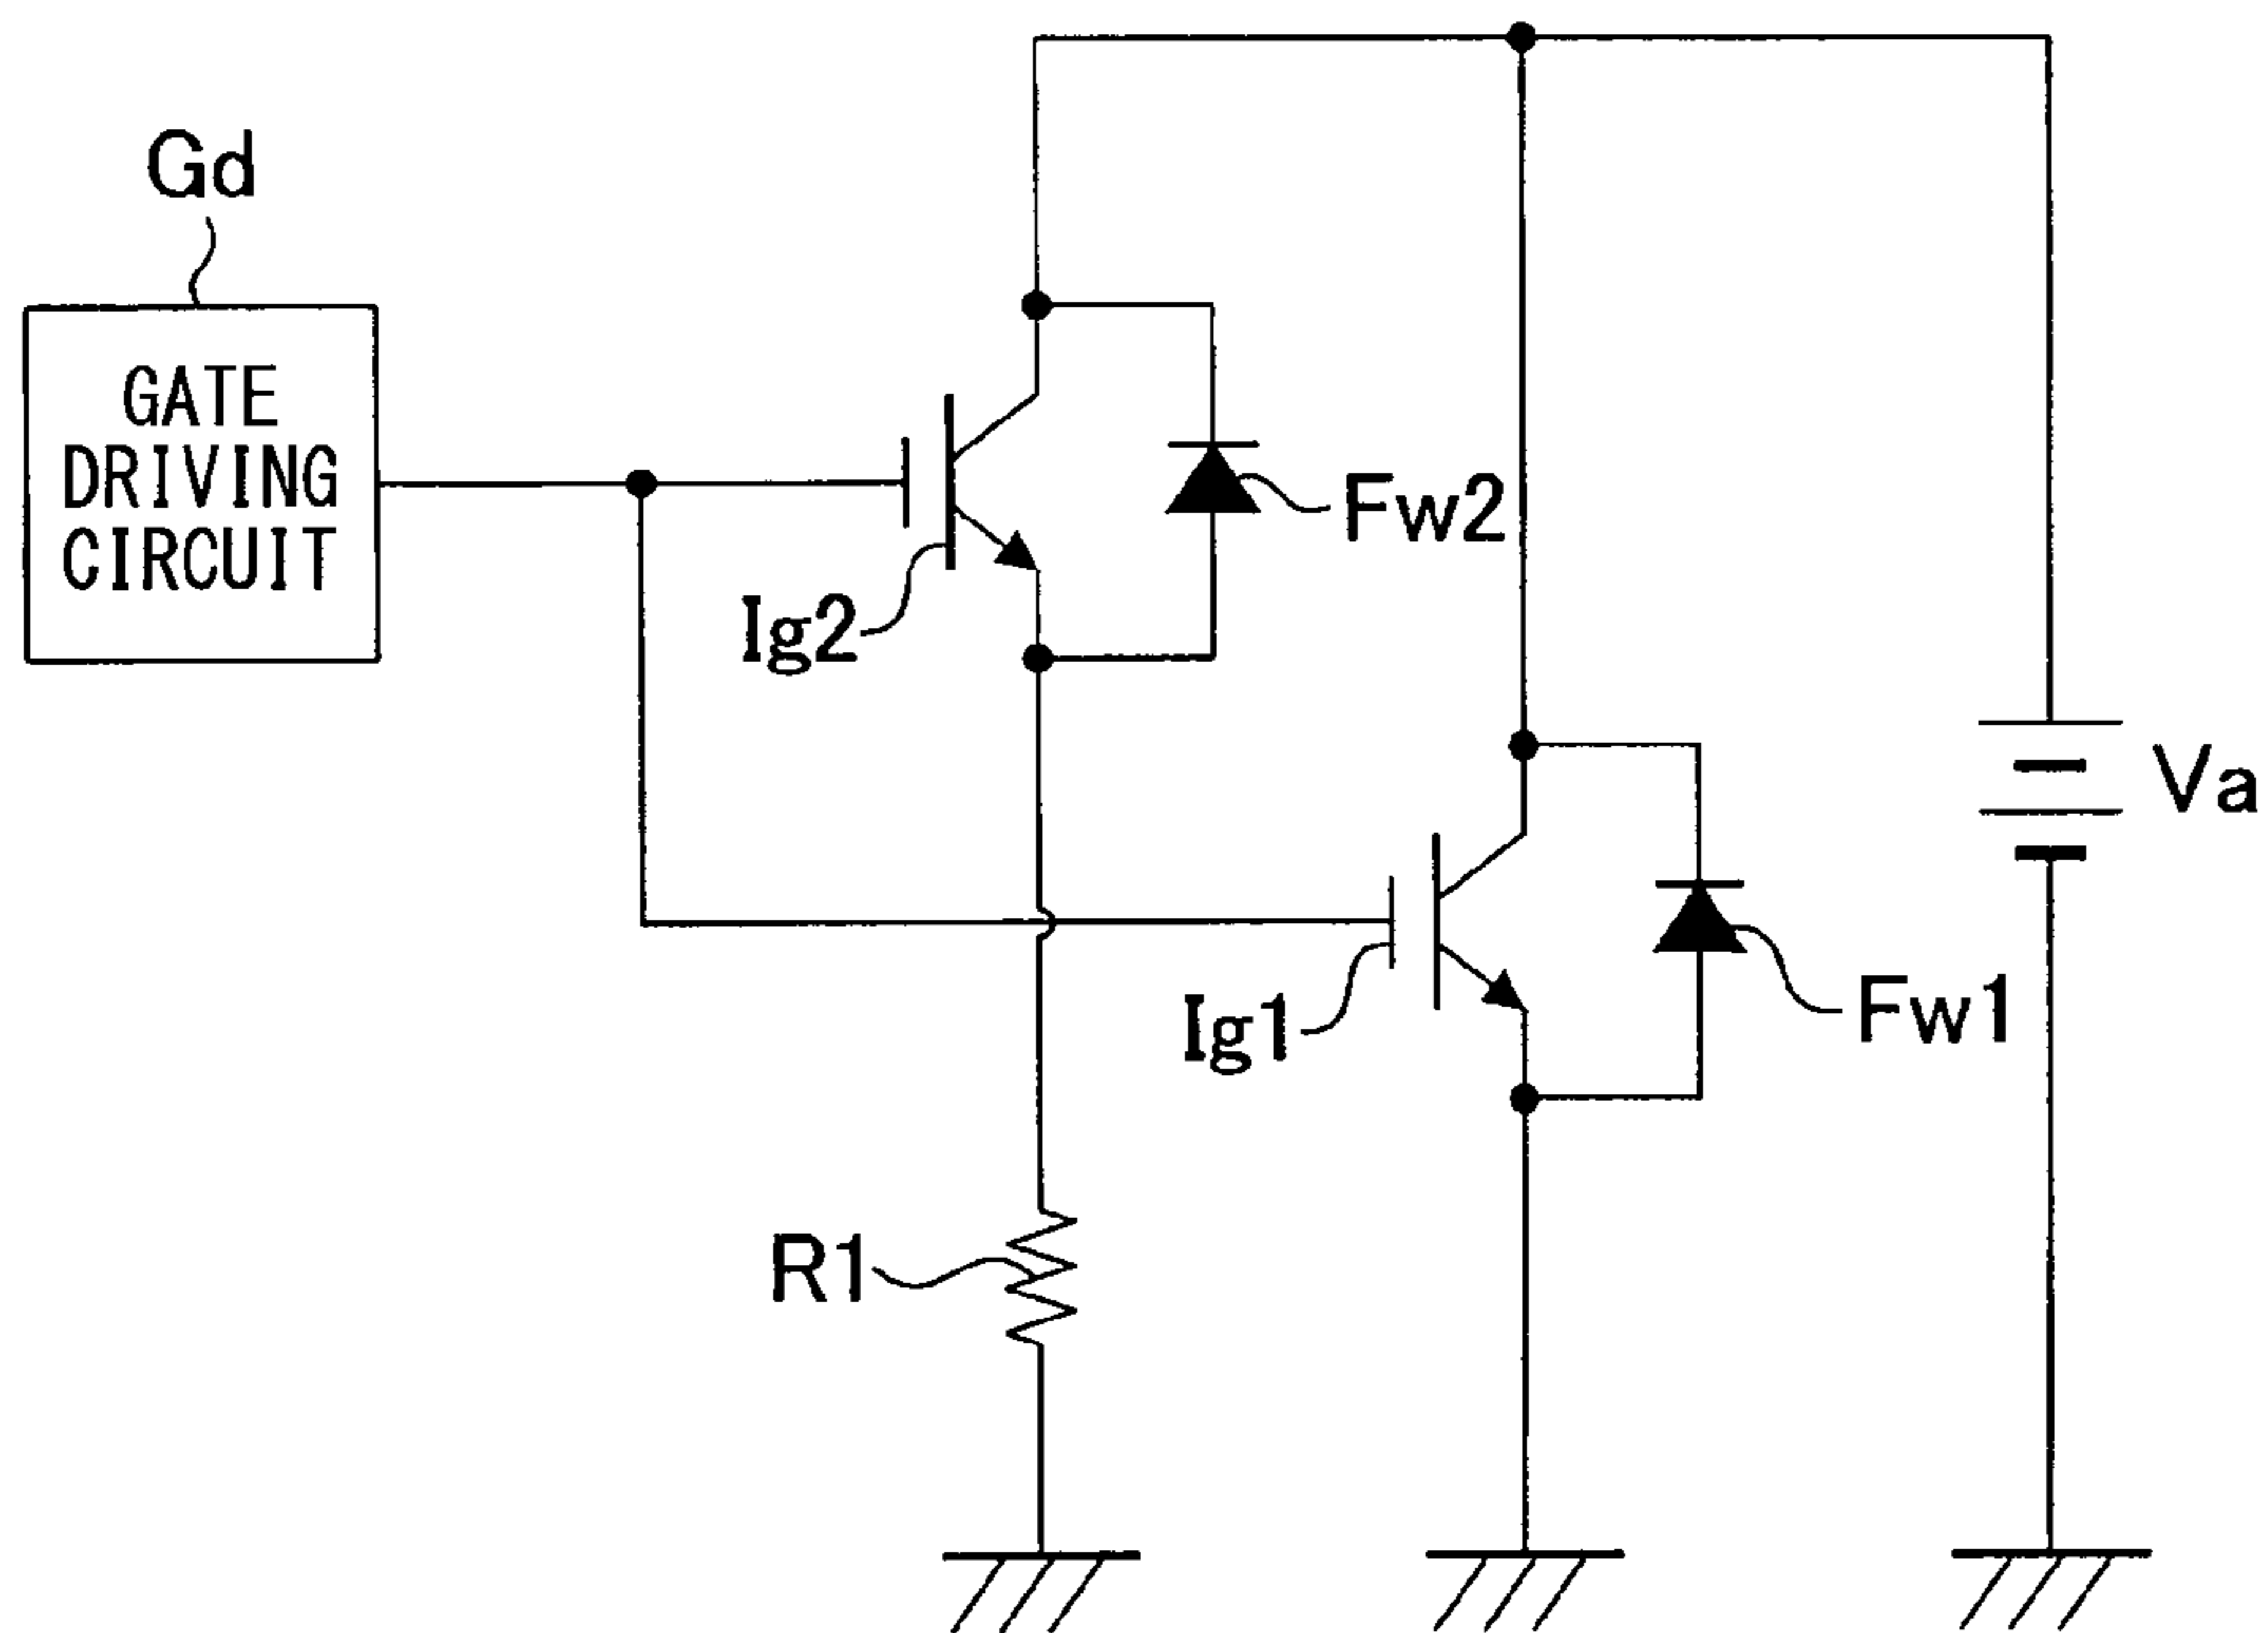 Gd
GATE
DRIVING
CIRCUIT
Fw2
Ig2
Va
Ig1
Fw1
R1